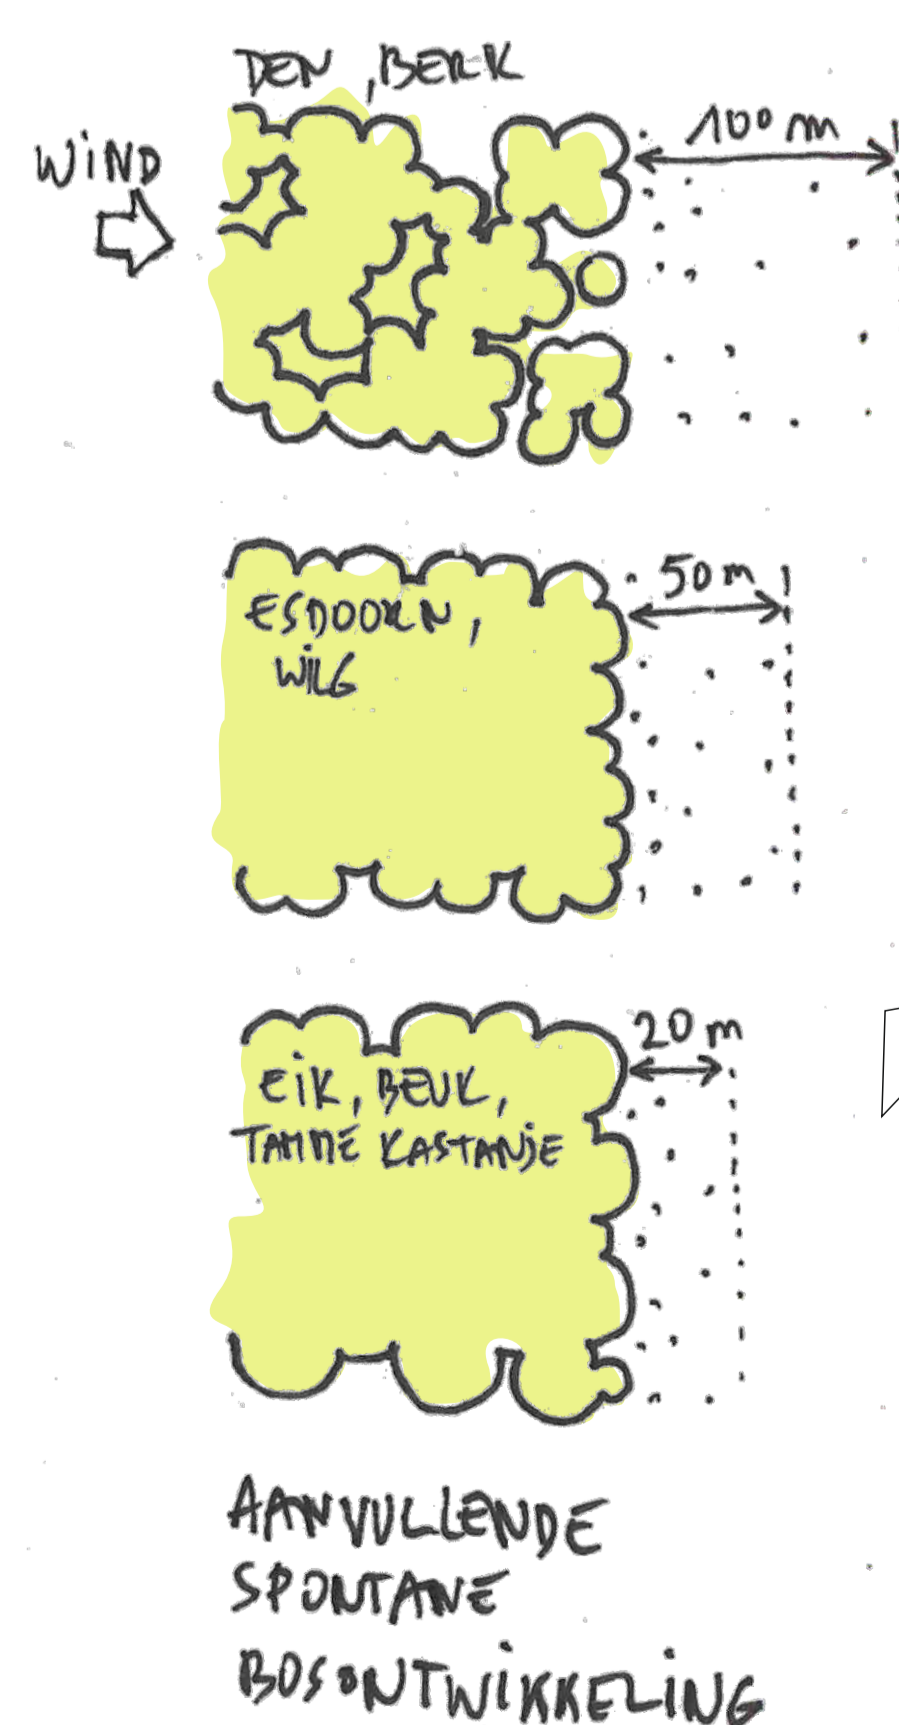 DEN, BERK
WIND
100 m
50 m
ESDOORN,
WILG
20 m
EIK, BEUK,
TAMME KASTANJE
AANVULLENDE
SPONTANE
BOSONTWIKKELING